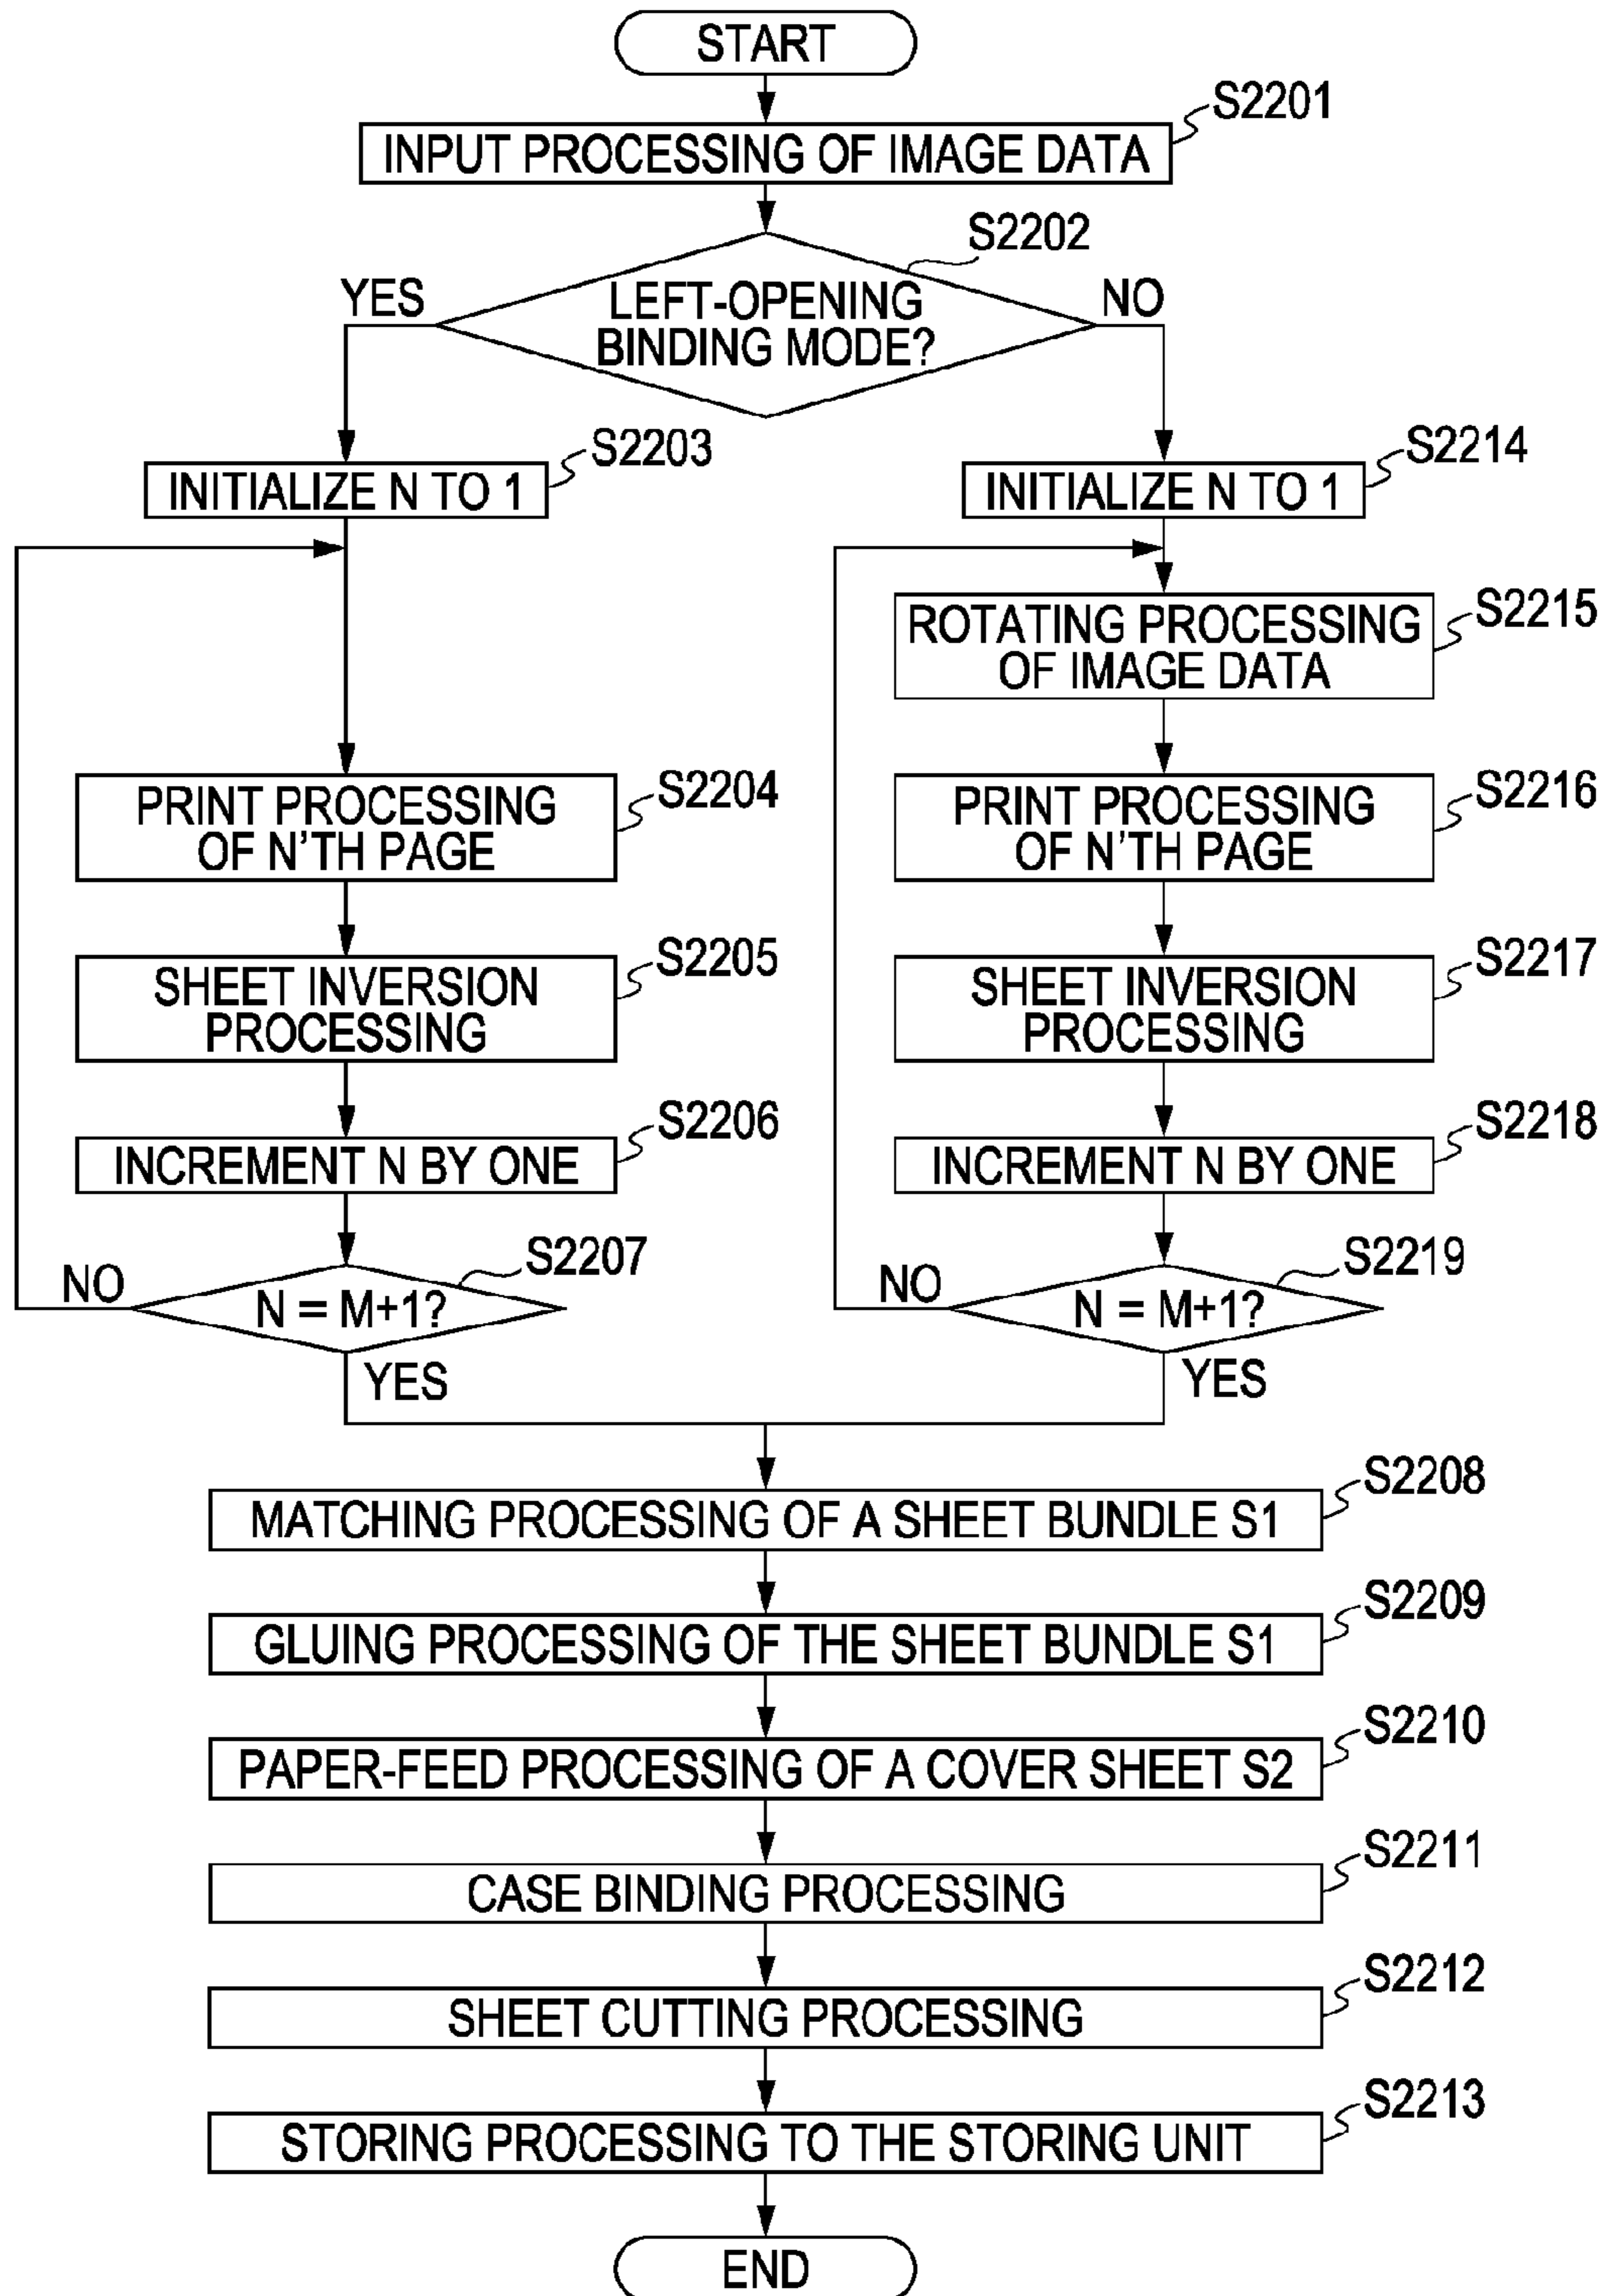 START
S2201
INPUT PROCESSING OF IMAGE DATA
S2202
LEFT-OPENING
BINDING MODE?
YES
NO
S2203
INITIALIZE N TO 1
S2204
PRINT PROCESSING
OF N'TH PAGE
S2205
SHEET INVERSION
PROCESSING
S2206
INCREMENT N BY ONE
S2207
NO
N = M+1?
YES
S2214
INITIALIZE N TO 1
S2215
ROTATING PROCESSING
OF IMAGE DATA
S2216
PRINT PROCESSING
OF N'TH PAGE
S2217
SHEET INVERSION
PROCESSING
S2218
INCREMENT N BY ONE
S2219
NO
N = M+1?
YES
S2208
MATCHING PROCESSING OF A SHEET BUNDLE S1
S2209
GLUING PROCESSING OF THE SHEET BUNDLE S1
S2210
PAPER-FEED PROCESSING OF A COVER SHEET S2
S2211
CASE BINDING PROCESSING
S2212
SHEET CUTTING PROCESSING
S2213
STORING PROCESSING TO THE STORING UNIT
END